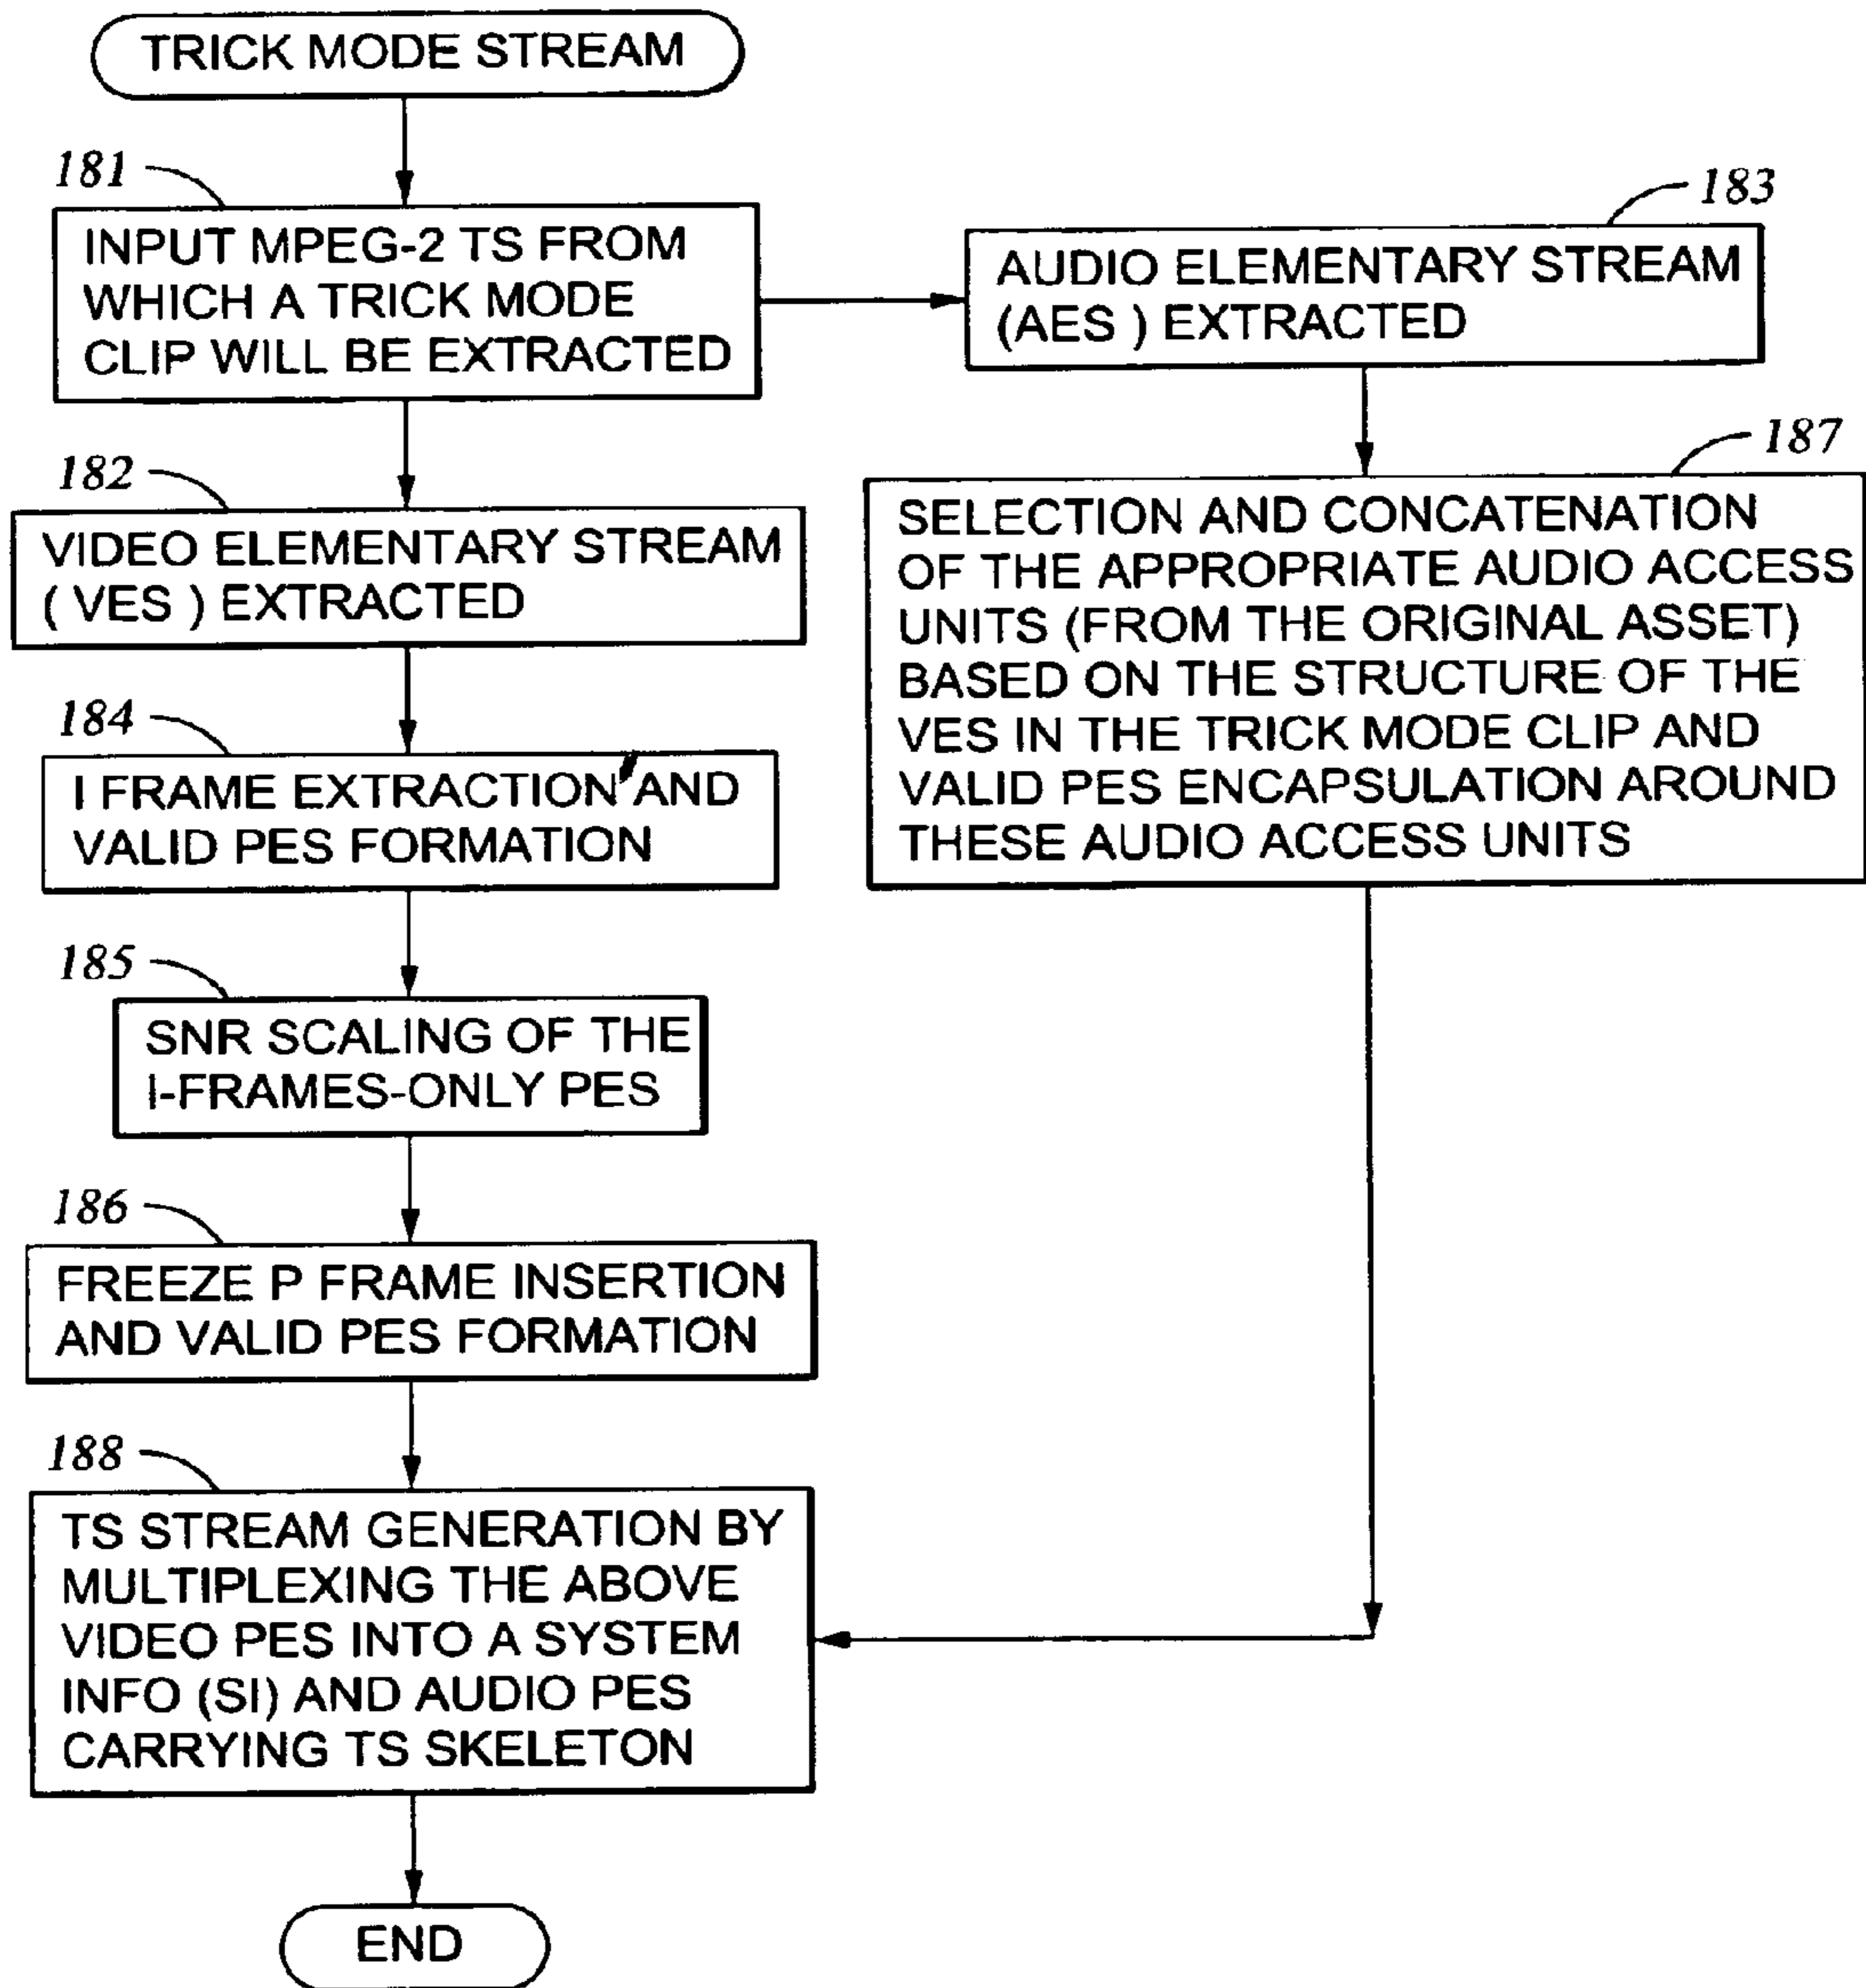 TRICK MODE STREAM
181
INPUT MPEG-2 TS FROM
WHICH A TRICK MODE
CLIP WILL BE EXTRACTED
183
AUDIO ELEMENTARY STREAM
(AES ) EXTRACTED
182
VIDEO ELEMENTARY STREAM
( VES ) EXTRACTED
187
SELECTION AND CONCATENATION
OF THE APPROPRIATE AUDIO ACCESS
UNITS (FROM THE ORIGINAL ASSET)
BASED ON THE STRUCTURE OF THE
VES IN THE TRICK MODE CLIP AND
VALID PES ENCAPSULATION AROUND
THESE AUDIO ACCESS UNITS
184
I FRAME EXTRACTION AND
VALID PES FORMATION
185
SNR SCALING OF THE
I-FRAMES-ONLY PES
186
FREEZE P FRAME INSERTION
AND VALID PES FORMATION
188
TS STREAM GENERATION BY
MULTIPLEXING THE ABOVE
VIDEO PES INTO A SYSTEM
INFO (SI) AND AUDIO PES
CARRYING TS SKELETON
END